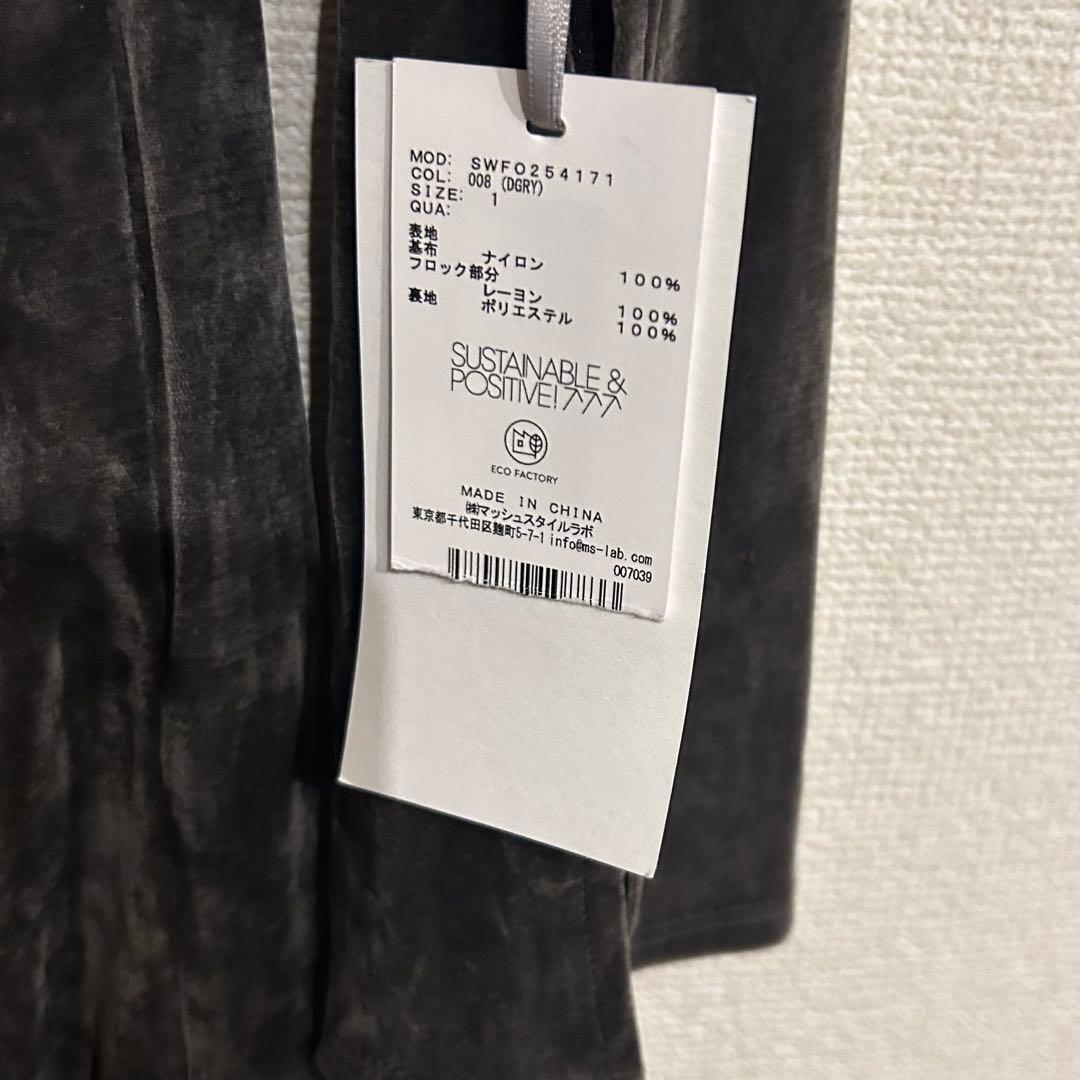 MOD: SWFO254171
COL: 008 (DGRY)
SIZE: 1
QUA:
表地
基布 ナイロン 100%
フロック部分
レーヨン 100%
裏地 ポリエステル 100%
SUSTAINABLE &
POSITIVE!
ECO FACTORY
MADE IN CHINA
㈱マッシュスタイルラボ
東京都千代田区麹町5-7-1 info@ms-lab.com
007039